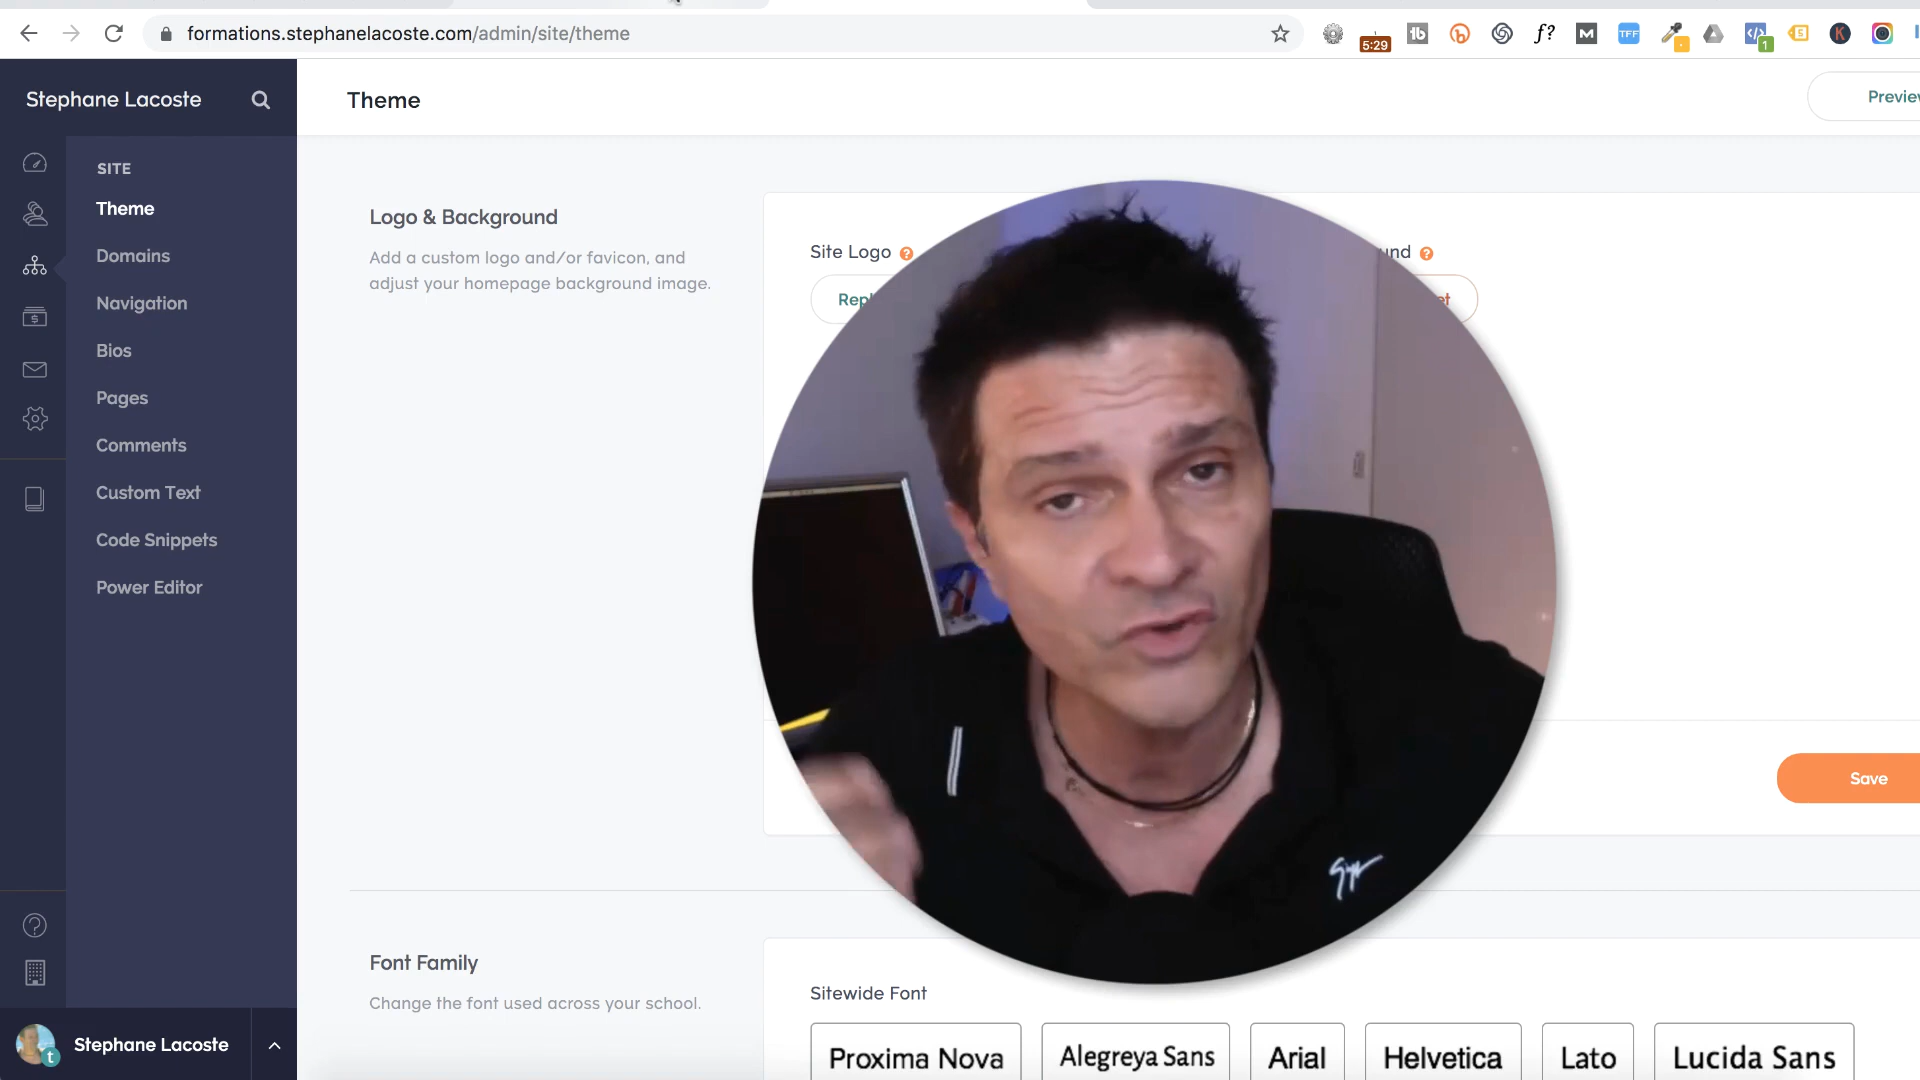 formations.stephanelacoste.com/admin/site/theme
5:29
f?
M
TFF
1
5
K
Stephane Lacoste
Theme
SITE
Theme
Domains
Navigation
Bios
Pages
Comments
Custom Text
Code Snippets
Power Editor
Logo & Background
Add a custom logo and/or favicon, and
adjust your homepage background image.
Site Logo
Save
Font Family
Change the font used across your school.
Sitewide Font
Proxima Nova
Alegreya Sans
Arial
Helvetica
Lato
Lucida Sans
t
Stephane Lacoste